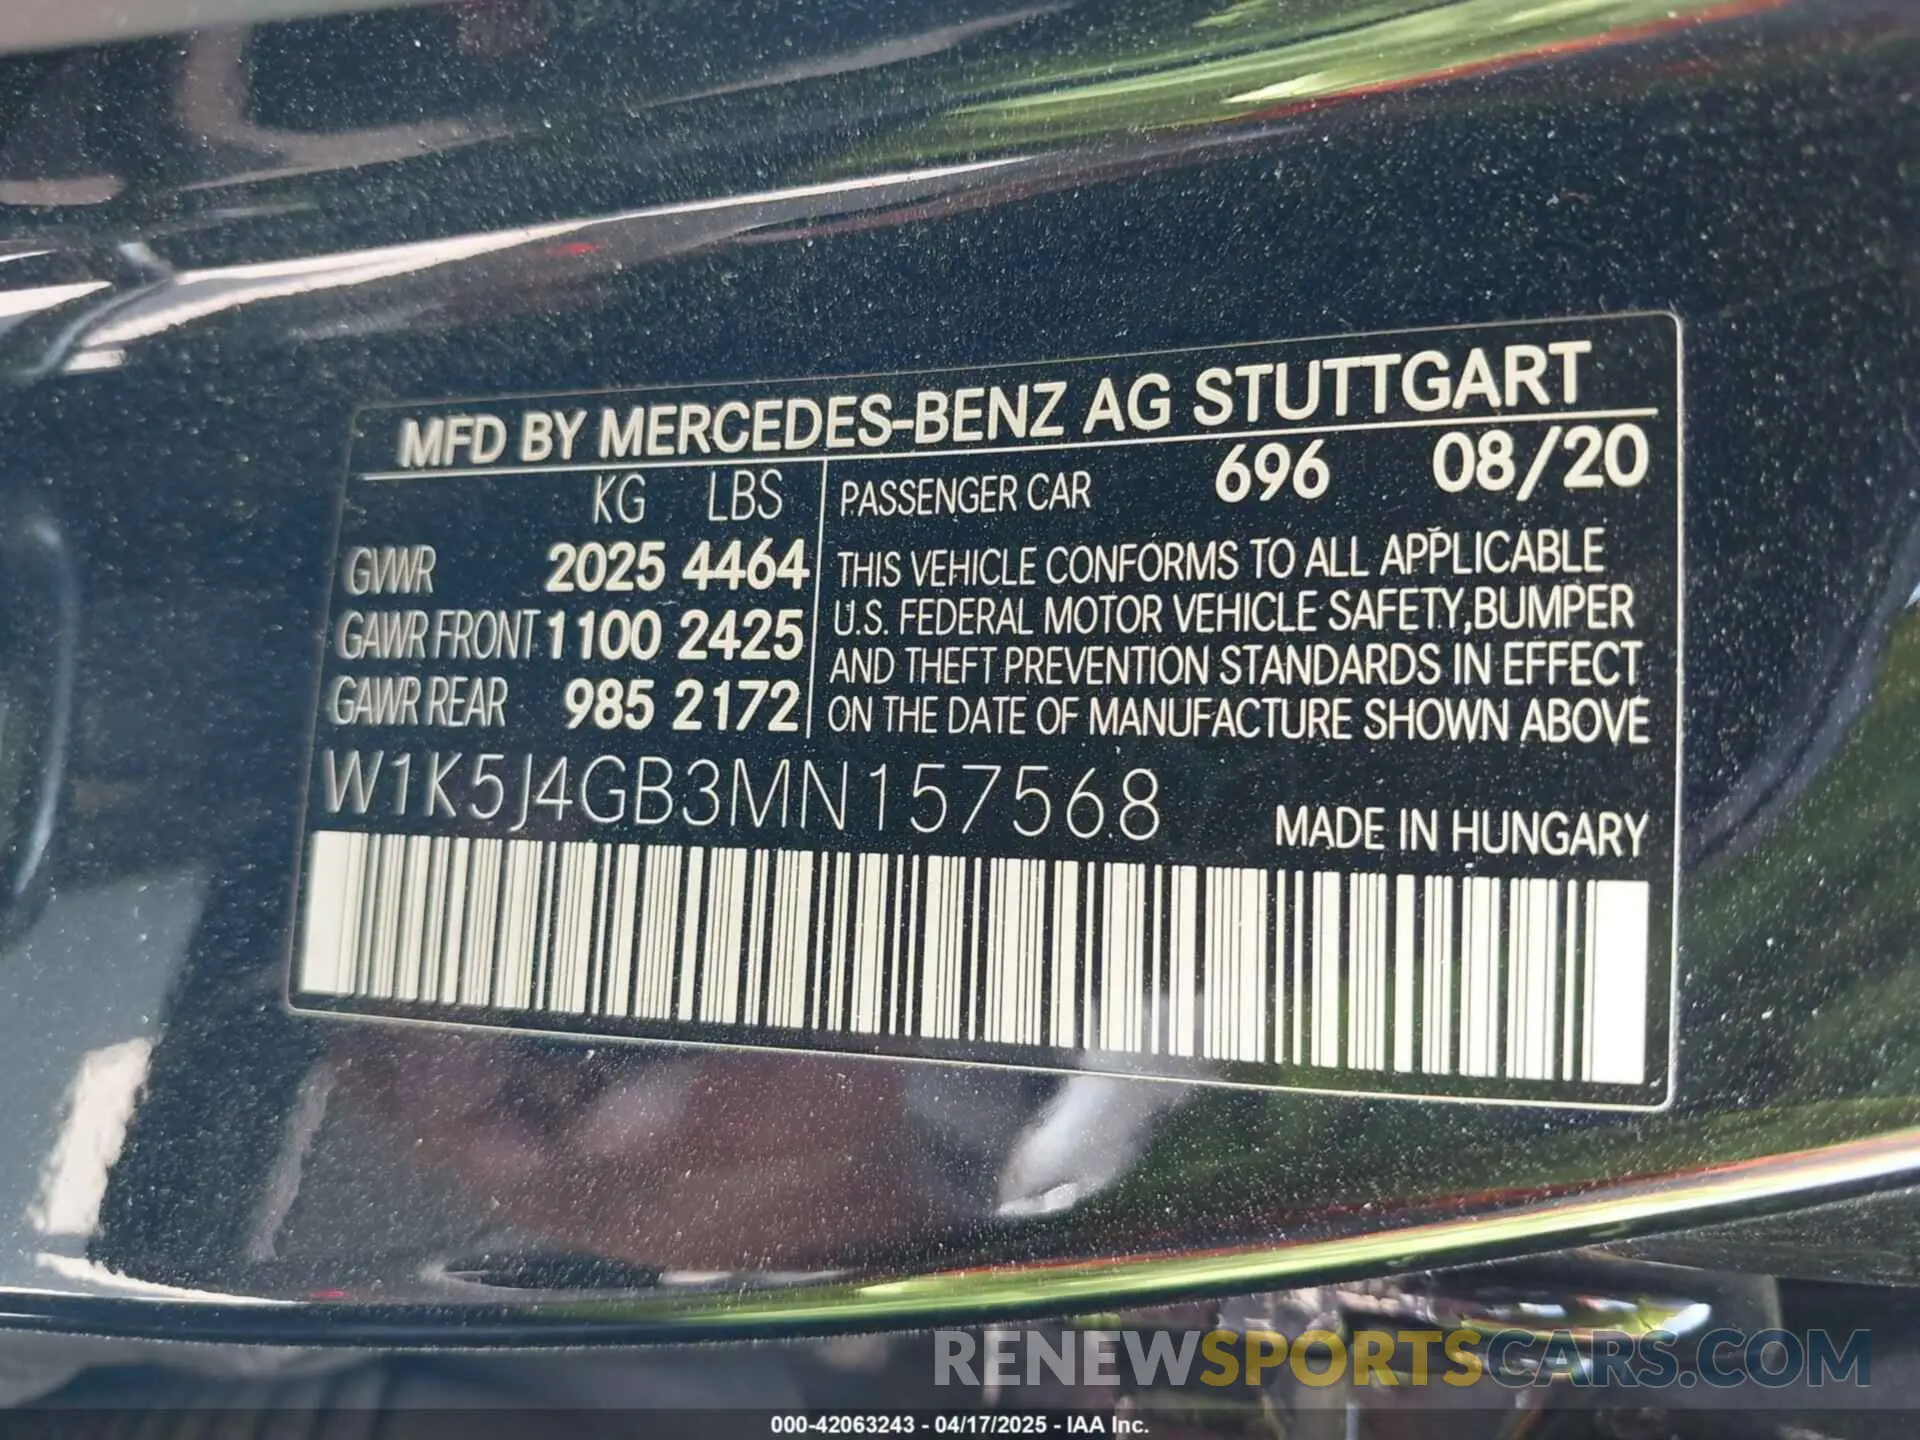 MFD BY MERCEDES-BENZ AG STUTTGART
KG LBS
GVWR 2025 4464
GAWR FRONT 1100 2425
GAWR REAR 985 2172
PASSENGER CAR 696 08/20
THIS VEHICLE CONFORMS TO ALL APPLICABLE
U.S. FEDERAL MOTOR VEHICLE SAFETY,BUMPER
AND THEFT PREVENTION STANDARDS IN EFFECT
ON THE DATE OF MANUFACTURE SHOWN ABOVE
W1K5J4GB3MN157568
MADE IN HUNGARY
RENEWSPORTSCARS.COM
000-42063243 - 04/17/2025 - IAA Inc.